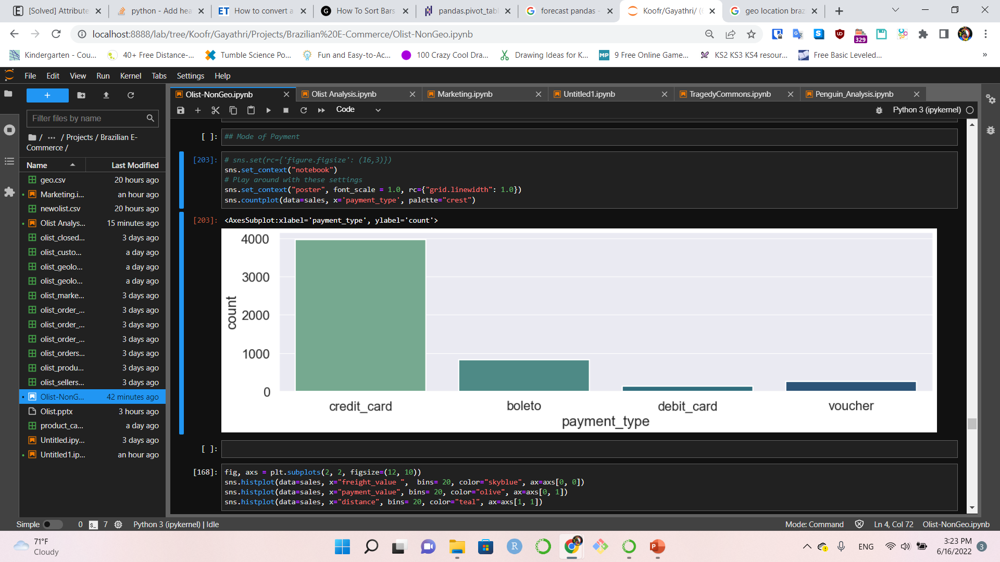 [Solved] Attribute
python - Add hea
ET How to convert a
G How To Sort Bars
pandas.pivot_tabl
forecast pandas -
Koofr/Gayathri/ (6
geo location braz
localhost:8888/lab/tree/Koofr/Gayathri/Projects/Brazilian%20E-Commerce/Olist-NonGeo.ipynb
329
Kindergarten - Cou...
40+ Free Distance-...
Tumble Science Po...
Fun and Easy-to-Ac...
100 Crazy Cool Dra...
Drawing Ideas for K...
MP 9 Free Online Game...
KS2 KS3 KS4 resour...
Free Basic Leveled...
»
File Edit View Run Kernel Tabs Settings Help
Olist-NonGeo.ipynb
Olist Analysis.ipynb
Marketing.ipynb
Untitled1.ipynb
TragedyCommons.ipynb
Penguin_Analysis.ipynb
Code
Python 3 (ipykernel)
Filter files by name
/ ... / Projects / Brazilian E-
Commerce /
Name Last Modified
geo.csv 20 hours ago
Marketing.i... an hour ago
newolist.csv 20 hours ago
Olist Analys... 15 minutes ago
olist_closed... 3 days ago
olist_custo... a day ago
olist_geolo... a day ago
olist_geolo... a day ago
olist_marke... 3 days ago
olist_order_... 3 days ago
olist_order_... 3 days ago
olist_order_... 3 days ago
olist_orders... 3 days ago
olist_produ... 3 days ago
olist_sellers... 3 days ago
Olist-NonG... 42 minutes ago
Olist.pptx 3 hours ago
product_ca... a day ago
Untitled.ipy... 3 days ago
Untitled1.ip... an hour ago
[ ]: ## Mode of Payment
[203]: # sns.set(rc={'figure.figsize': (16,3)})
sns.set_context("notebook")
# Play around with these settings
sns.set_context("poster", font_scale = 1.0, rc={"grid.linewidth": 1.0})
sns.countplot(data=sales, x='payment_type', palette="crest")
[203]: <AxesSubplot:xlabel='payment_type', ylabel='count'>
4000
3000
2000
1000
0
count
credit_card boleto debit_card voucher
payment_type
[ ]:
[168]: fig, axs = plt.subplots(2, 2, figsize=(12, 10))
sns.histplot(data=sales, x="freight_value ",  bins= 20, color="skyblue", ax=axs[0, 0])
sns.histplot(data=sales, x="payment_value", bins= 20, color="olive", ax=axs[0, 1])
sns.histplot(data=sales, x="distance", bins= 20, color="teal", ax=axs[1, 1])
Simple 0 7 Python 3 (ipykernel) | Idle
Mode: Command Ln 4, Col 72 Olist-NonGeo.ipynb
71°F
Cloudy
ENG
3:23 PM
6/16/2022
3